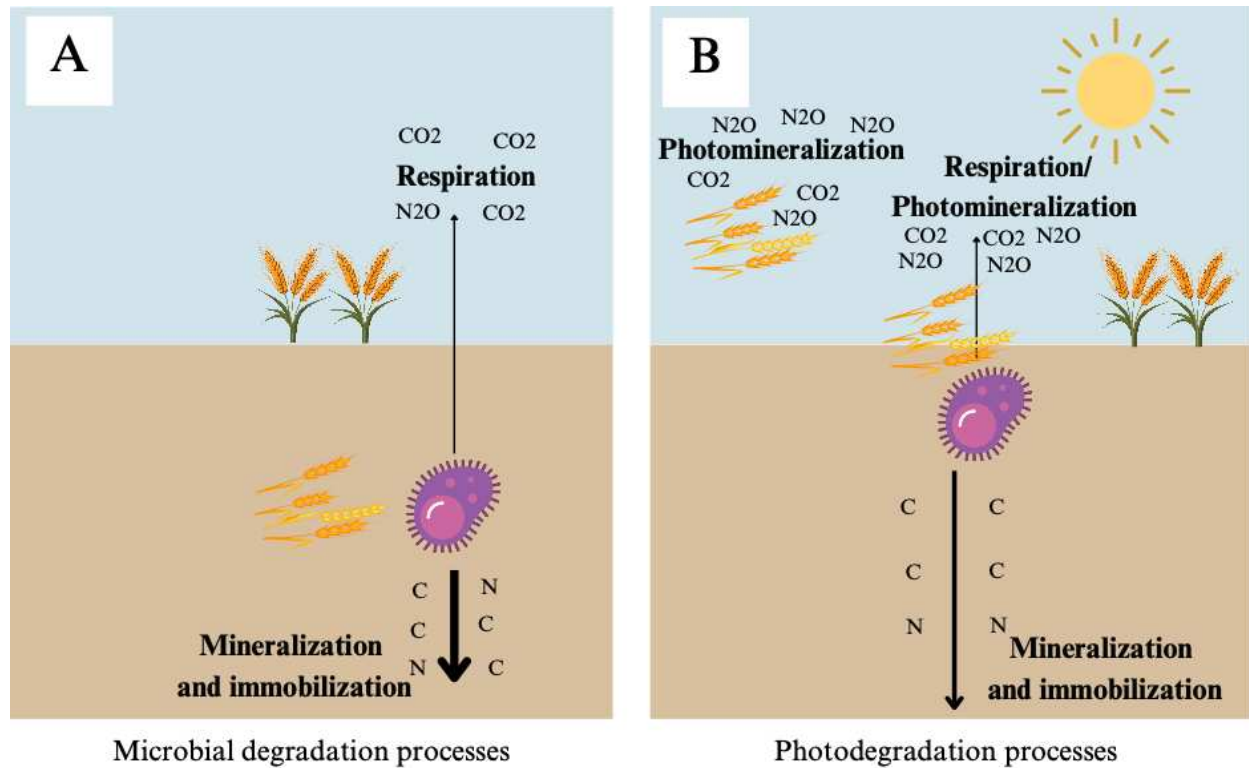 A
CO2 CO2
Respiration
N2O CO2
C N
C C
N C
Mineralization
and immobilization
Microbial degradation processes
B
N2O N2O N2O
Photomineralization
CO2 CO2
N2O
Respiration/
Photomineralization
CO2 CO2 N2O
N2O N2O
C C
C C
N N
Mineralization
and immobilization
Photodegradation processes